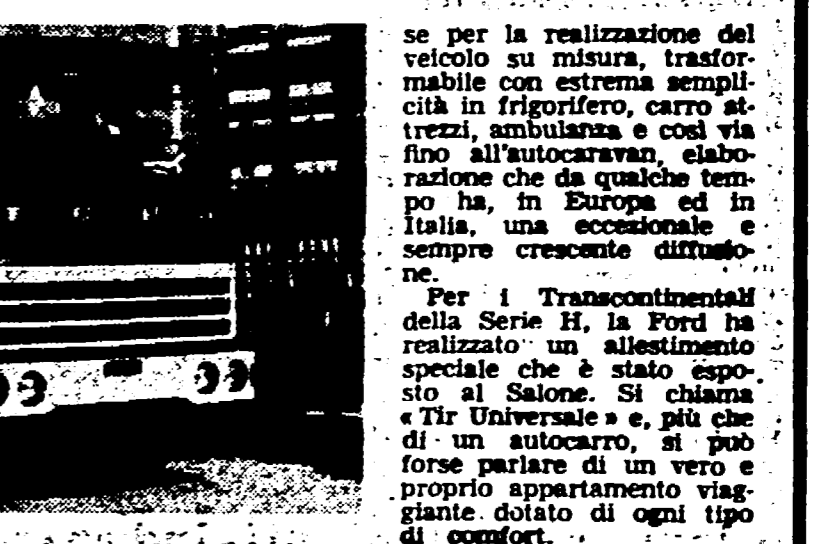 se per la realizzazione del
veicolo su misura, trasfor-
mabile con estrema sempli-
cità in frigorifero, carro at-
trezzi, ambulanza e così via
fino all'autocaravan, elabo-
razione che da qualche tem-
po ha, in Europa ed in
Italia, una eccezionale e
sempre crescente diffusio-
ne.
Per i Transcontinental
della Serie H, la Ford ha
realizzato un allestimento
speciale che è stato espo-
sto al Salone. Si chiama
« Tir Universale » e, più che
di un autocarro, si può
forse parlare di un vero e
proprio appartamento viag-
giante dotato di ogni tipo
di comfort.